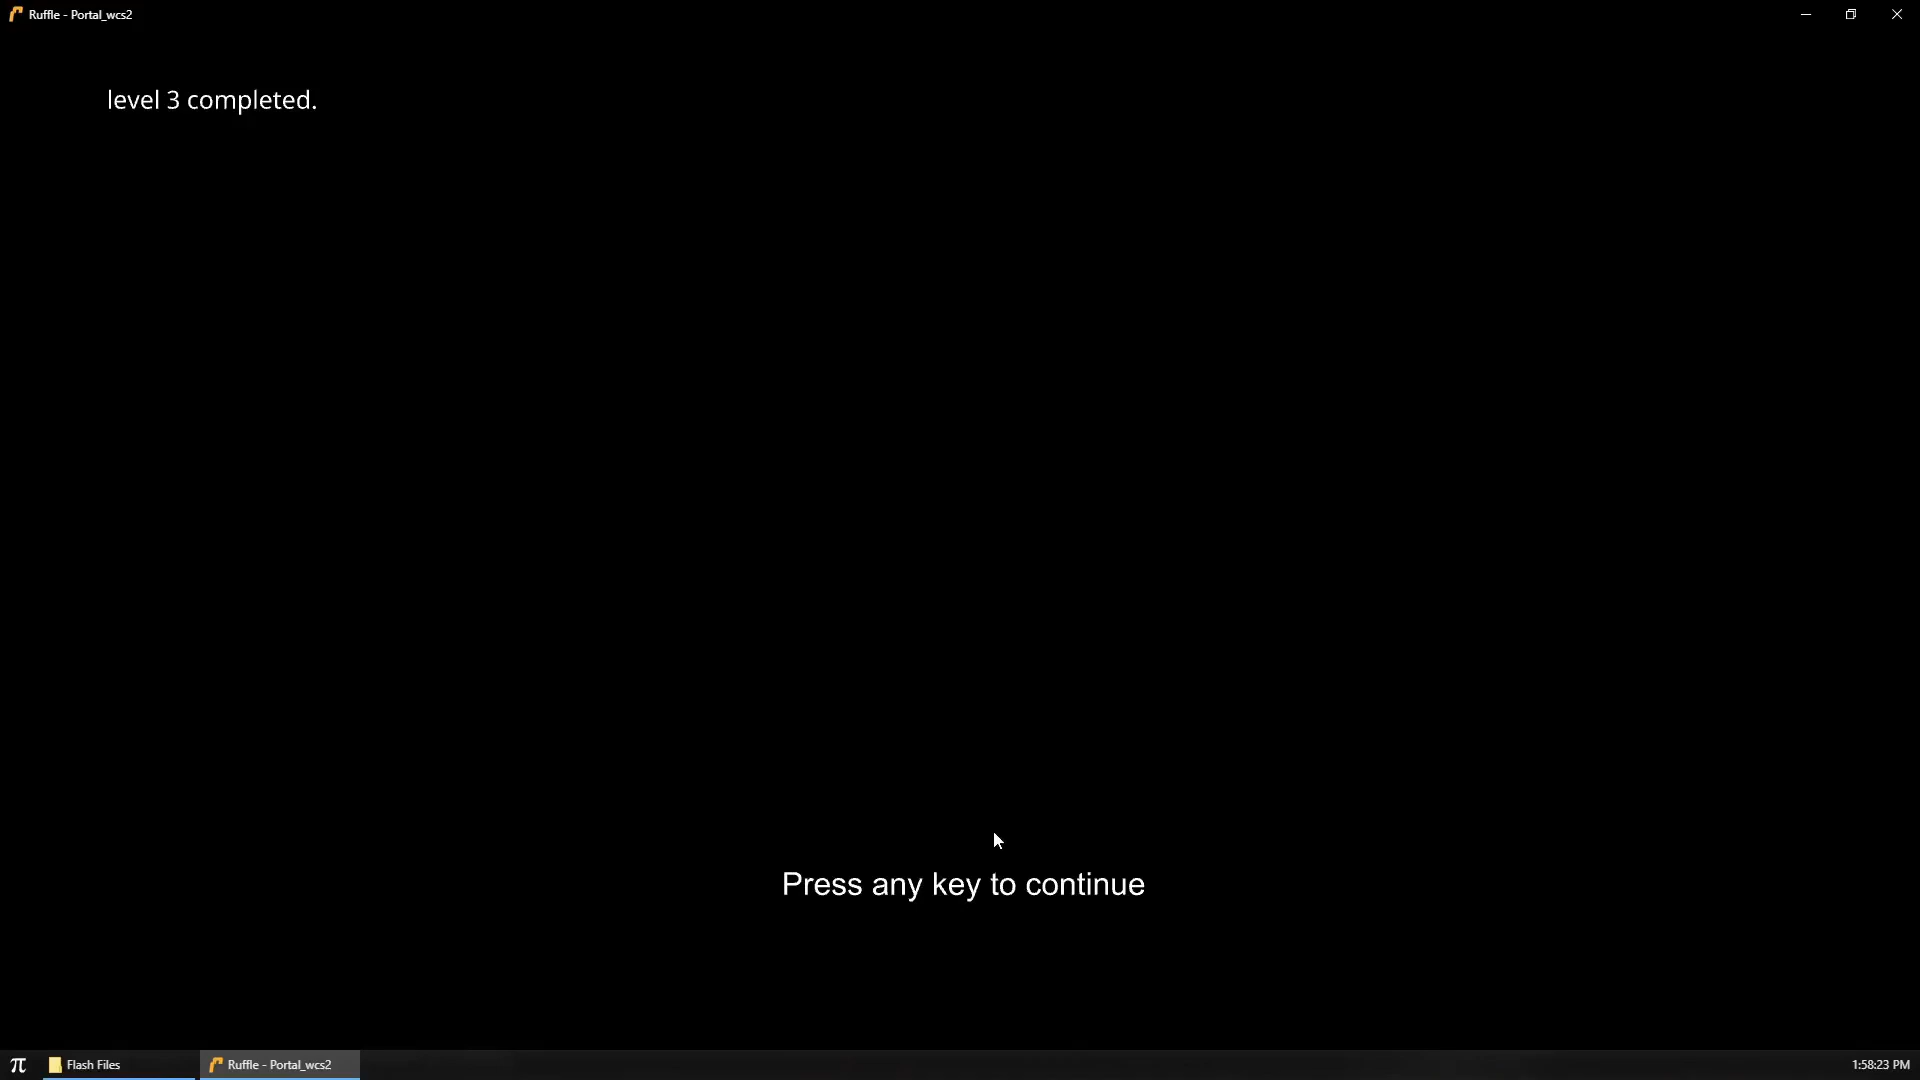 Ruffle - Portal_wcs2
level 3 completed.
Press any key to continue
π Flash Files Ruffle - Portal_wcs2 1:58:23 PM